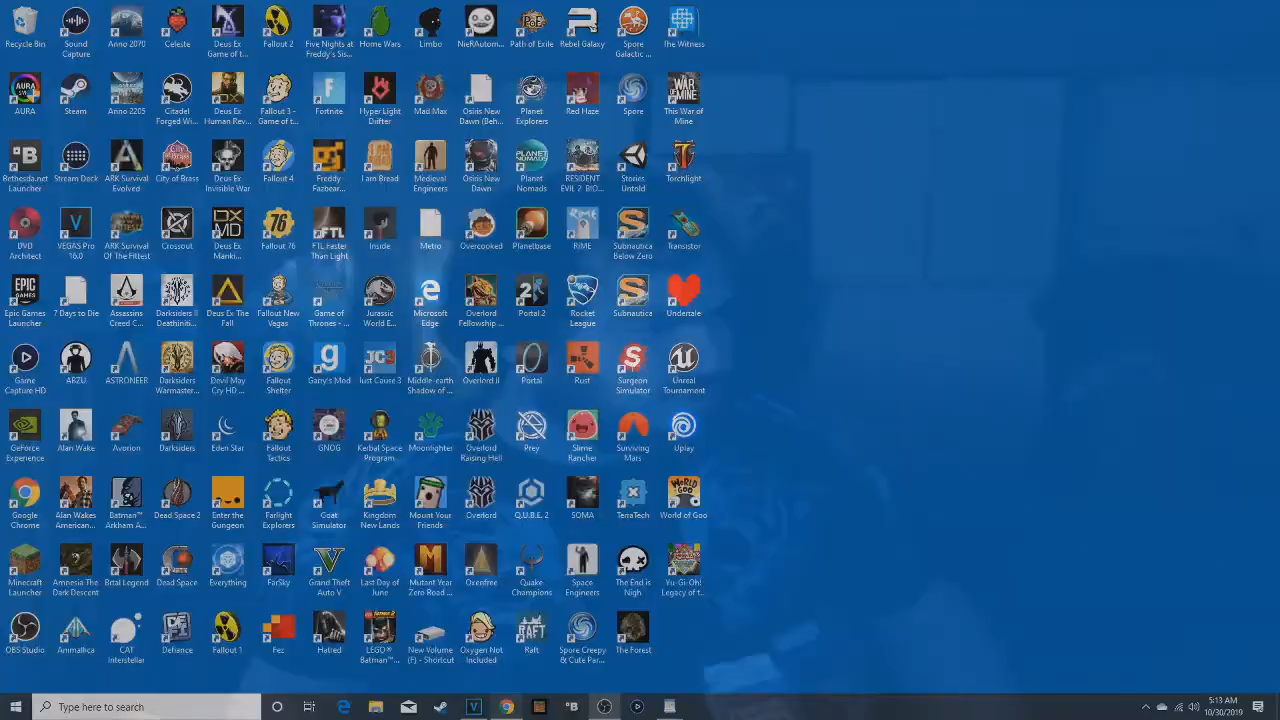 Recycle Bin
Sound Capture
Anno 2070
Celeste
Deus Ex Game of t...
Fallout 2
Five Nights at Freddy's Sis...
Home Wars
Limbo
NieRAutom...
Path of Exile
Rebel Galaxy
Spore Galactic ...
The Witness
AURA
Steam
Anno 2205
Citadel Forged Wi...
Deus Ex Human Rev...
Fallout 3 - Game of t...
Fortnite
Hyper Light Drifter
Mad Max
Osiris New Dawn (Beh...
Planet Explorers
Red Haze
Spore
This War of Mine
Bethesda.net Launcher
Stream Deck
ARK Survival Evolved
City of Brass
Deus Ex Invisible War
Fallout 4
Freddy Fazbear...
I am Bread
Medieval Engineers
Osiris New Dawn
Planet Nomads
RESIDENT EVIL 2 BIO...
Stories Untold
Torchlight
DVD Architect
VEGAS Pro 16.0
ARK Survival Of The Fittest
Crossout
Deus Ex Manki...
Fallout 76
FTL Faster Than Light
Inside
Metro
Overcooked
Planetbase
RiME
Subnautica Below Zero
Transistor
Epic Games Launcher
7 Days to Die
Assassins Creed C...
Darksiders II Deathiniti...
Deus Ex The Fall
Fallout New Vegas
Game of Thrones - ...
Jurassic World E...
Microsoft Edge
Overlord Fellowship ...
Portal 2
Rocket League
Subnautica
Undertale
Game Capture HD
ABZU
ASTRONEER
Darksiders Warmaster...
Devil May Cry HD ...
Fallout Shelter
Garry's Mod
Just Cause 3
Middle-earth Shadow of ...
Overlord II
Portal
Rust
Surgeon Simulator
Unreal Tournament
GeForce Experience
Alan Wake
Avorion
Darksiders
Eden Star
Fallout Tactics
GNOG
Kerbal Space Program
Moonlighter
Overlord Raising Hell
Prey
Slime Rancher
Surviving Mars
Uplay
Google Chrome
Alan Wakes American...
Batman™ Arkham A...
Dead Space 2
Enter the Gungeon
Farlight Explorers
Goat Simulator
Kingdom New Lands
Mount Your Friends
Overlord
Q.U.B.E. 2
SOMA
TerraTech
World of Goo
Minecraft Launcher
Amnesia The Dark Descent
Brtal Legend
Dead Space
Everything
FarSky
Grand Theft Auto V
Last Day of June
Mutant Year Zero Road ...
Oxenfree
Quake Champions
Space Engineers
The End is Nigh
Yu-Gi-Oh! Legacy of t...
OBS Studio
Animallica
CAT Interstellar
Defiance
Fallout 1
Fez
Hatred
LEGO® Batman™...
New Volume (F) - Shortcut
Oxygen Not Included
Raft
Spore Creepy & Cute Par...
The Forest
Type here to search
5:13 AM
10/30/2019